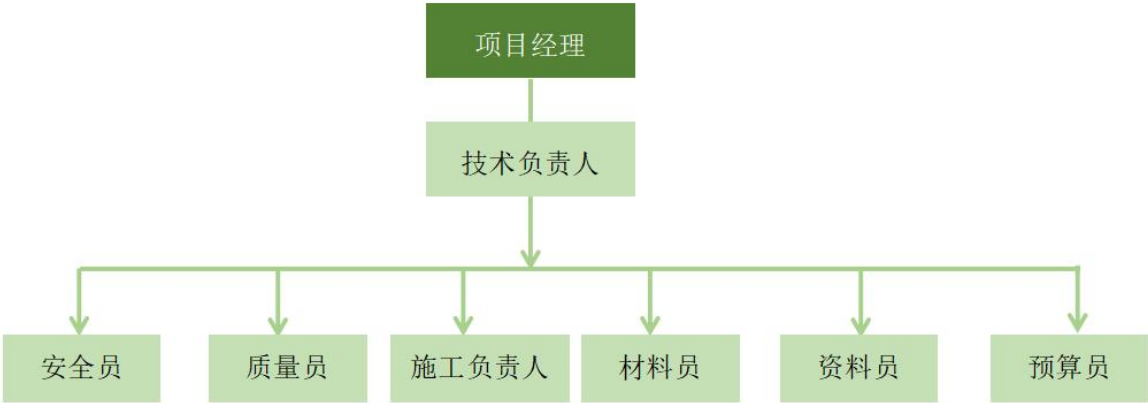 项目经理
技术负责人
安全员
质量员
施工负责人
材料员
资料员
预算员